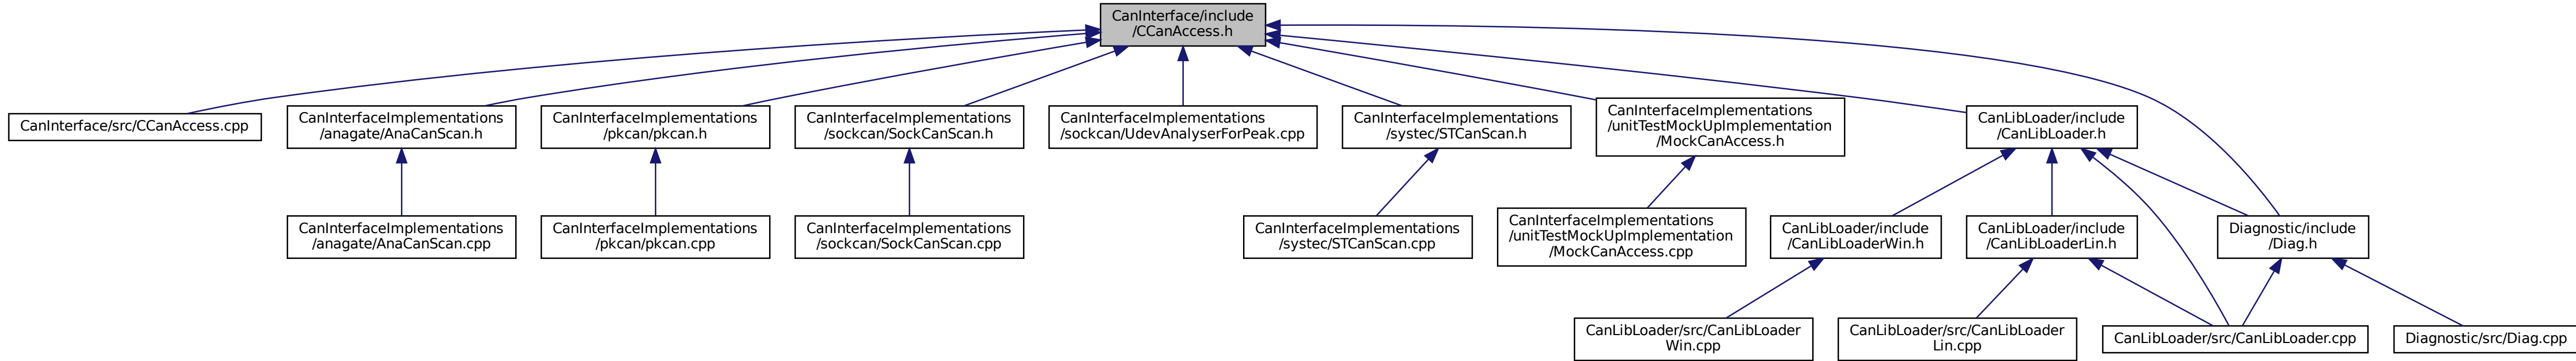 CanInterface/include
/CCanAccess.h
CanInterface/src/CCanAccess.cpp
CanInterfaceImplementations
/anagate/AnaCanScan.h
CanInterfaceImplementations
/pkcan/pkcan.h
CanInterfaceImplementations
/sockcan/SockCanScan.h
CanInterfaceImplementations
/sockcan/UdevAnalyserForPeak.cpp
CanInterfaceImplementations
/systec/STCanScan.h
CanInterfaceImplementations
/unitTestMockUpImplementation
/MockCanAccess.h
CanLibLoader/include
/CanLibLoader.h
CanInterfaceImplementations
/anagate/AnaCanScan.cpp
CanInterfaceImplementations
/pkcan/pkcan.cpp
CanInterfaceImplementations
/sockcan/SockCanScan.cpp
CanInterfaceImplementations
/systec/STCanScan.cpp
CanInterfaceImplementations
/unitTestMockUpImplementation
/MockCanAccess.cpp
CanLibLoader/include
/CanLibLoaderWin.h
CanLibLoader/include
/CanLibLoaderLin.h
Diagnostic/include
/Diag.h
CanLibLoader/src/CanLibLoader
Win.cpp
CanLibLoader/src/CanLibLoader
Lin.cpp
CanLibLoader/src/CanLibLoader.cpp
Diagnostic/src/Diag.cpp